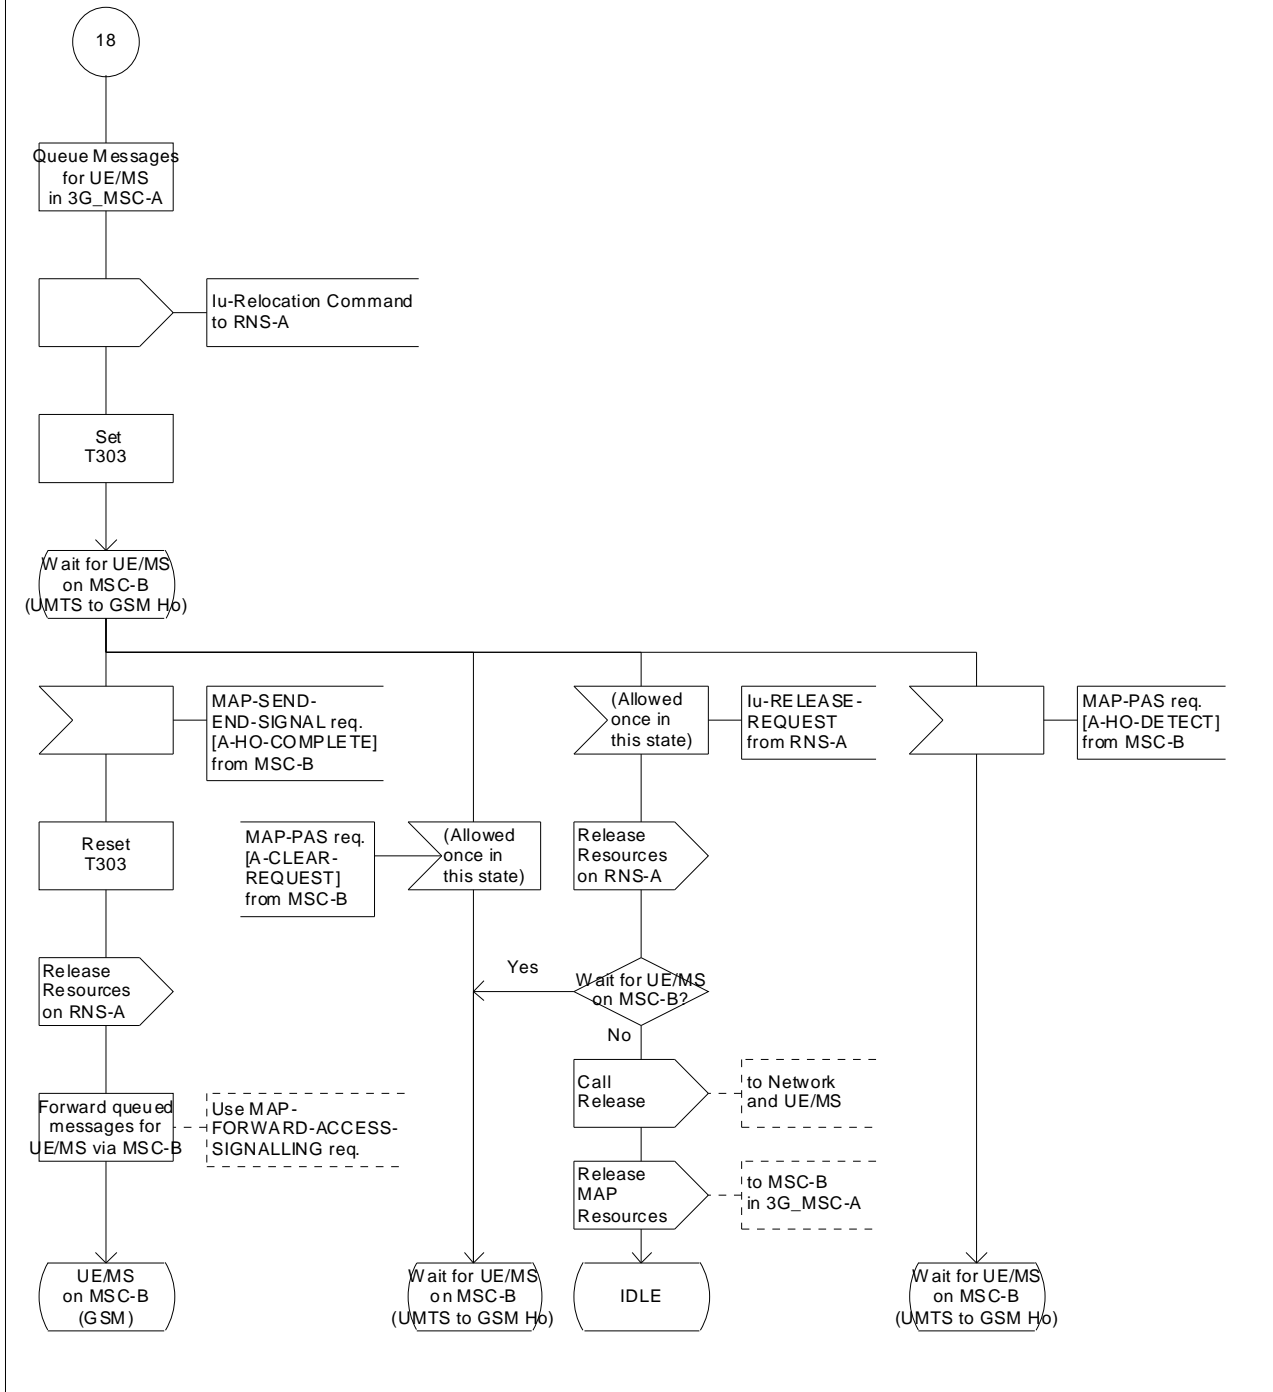 18
Queue Messages
for UE/MS
in 3G_MSC-A
Iu-Relocation Command
to RNS-A
Set
T303
Wait for UE/MS
on MSC-B
(UMTS to GSM Ho)
MAP-SEND-
END-SIGNAL req.
[A-HO-COMPLETE]
from MSC-B
(Allowed
once in
this state)
Iu-RELEASE-
REQUEST
from RNS-A
MAP-PAS req.
[A-HO-DETECT]
from MSC-B
Reset
T303
MAP-PAS req.
[A-CLEAR-
REQUEST]
from MSC-B
(Allowed
once in
this state)
Release
Resources
on RNS-A
Release
Resources
on RNS-A
Yes
Wait for UE/MS
on MSC-B?
No
Forward queued
messages for
UE/MS via MSC-B
Use MAP-
FORWARD-ACCESS-
SIGNALLING req.
Call
Release
to Network
and UE/MS
Release
MAP
Resources
to MSC-B
in 3G_MSC-A
UE/MS
on MSC-B
(GSM)
Wait for UE/MS
on MSC-B
(UMTS to GSM Ho)
IDLE
Wait for UE/MS
on MSC-B
(UMTS to GSM Ho)